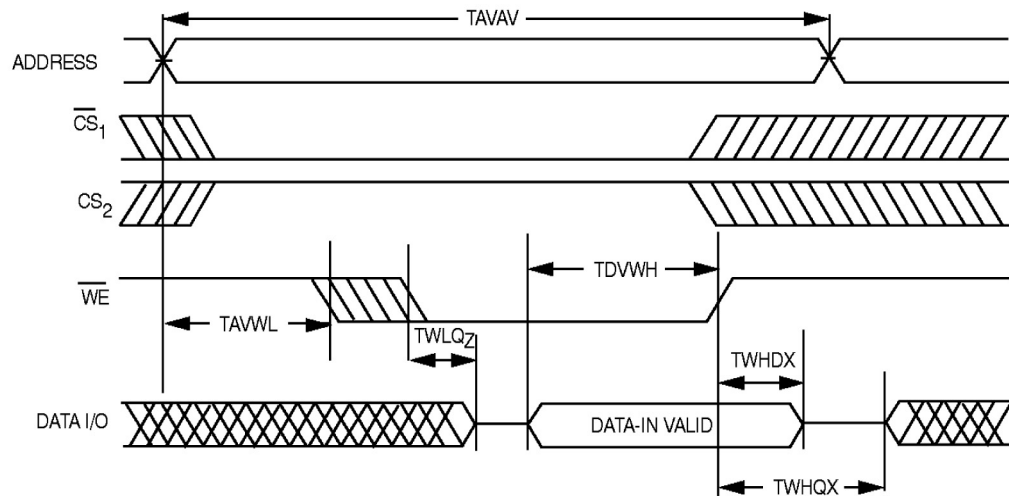 TAVAV
ADDRESS
CS1
CS2
TDVWH
WE
TAVWL
TWLQZ
TWHDX
DATA I/O
DATA-IN VALID
TWHQX